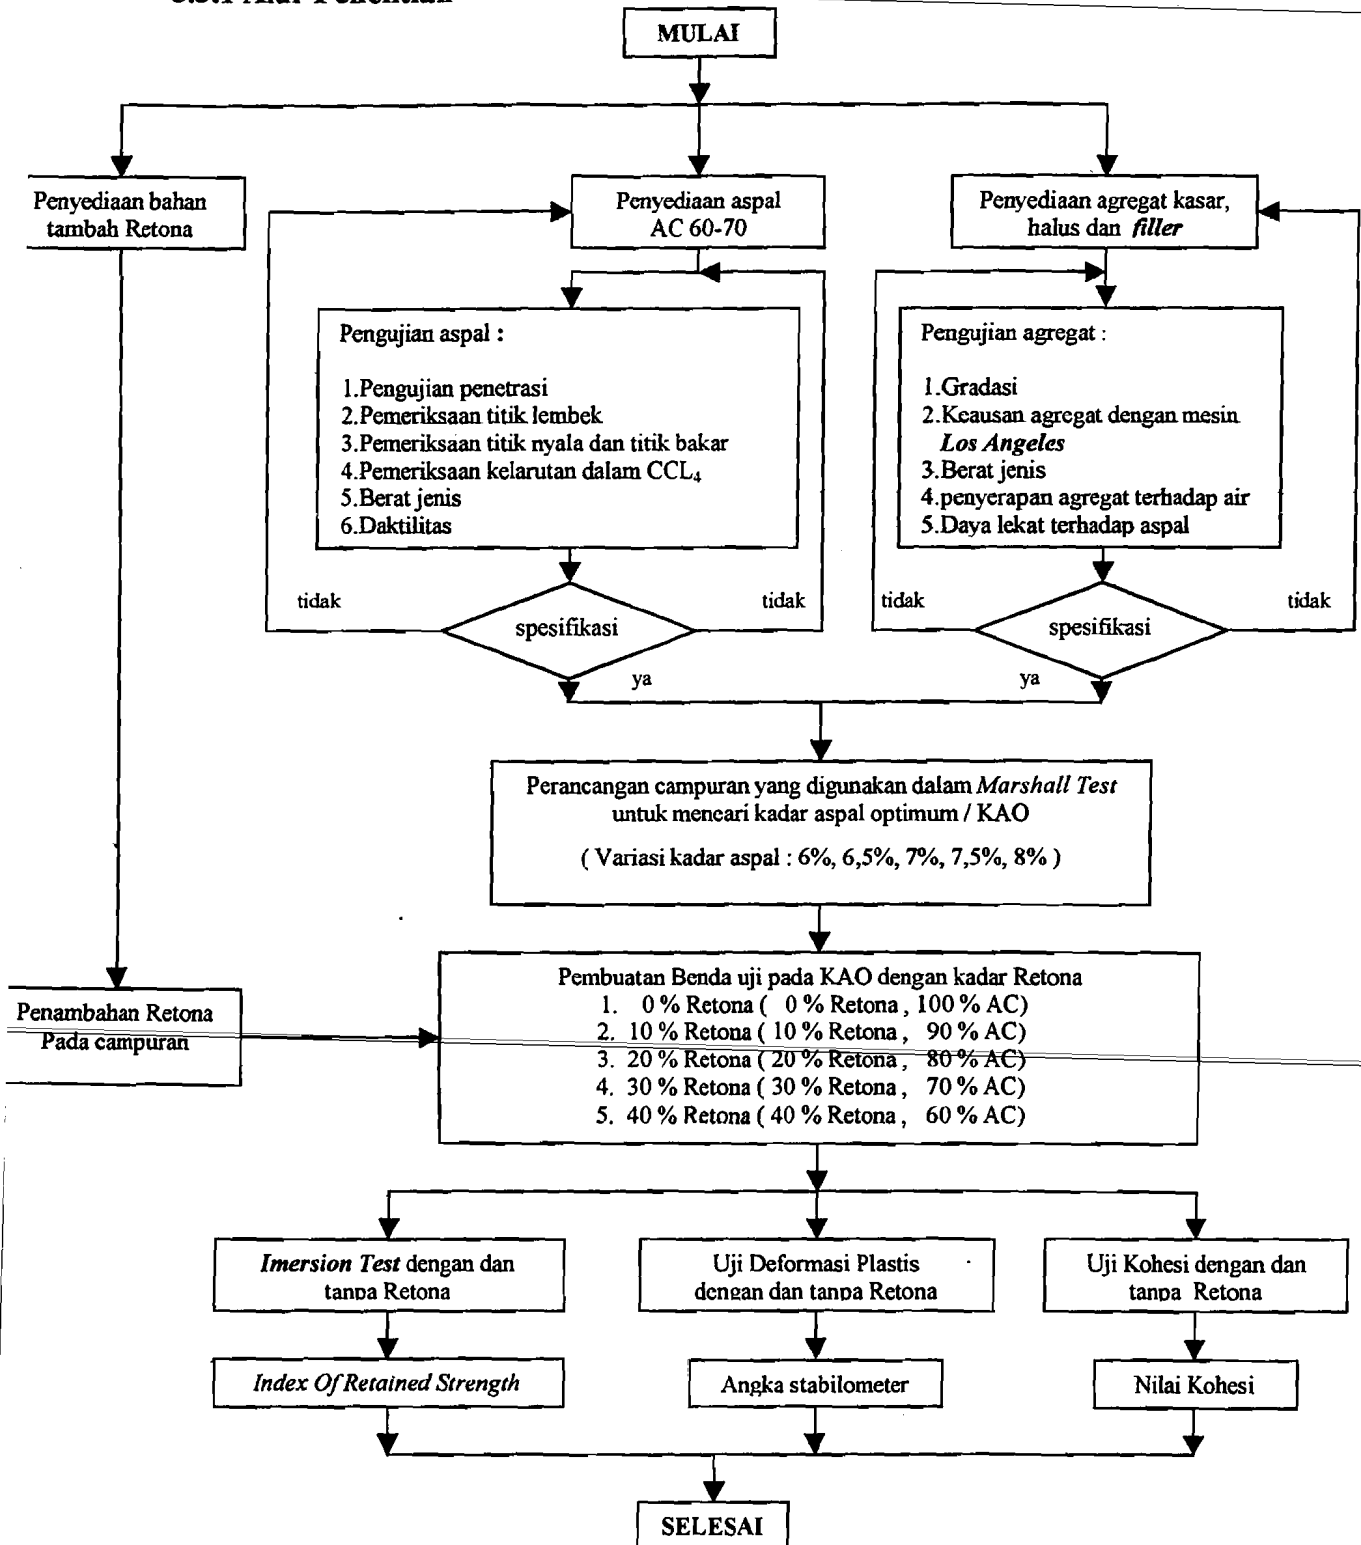 MULAI
Penyediaan bahan
tambah Retona
Penyediaan aspal
AC 60-70
Penyediaan agregat kasar,
halus dan filler
Pengujian aspal :
1.Pengujian penetrasi
2.Pemeriksaan titik lembek
3.Pemeriksaan titik nyala dan titik bakar
4.Pemeriksaan kelarutan dalam CCL₄
5.Berat jenis
6.Daktilitas
Pengujian agregat :
1.Gradasi
2.Keausan agregat dengan mesin
Los Angeles
3.Berat jenis
4.penyerapan agregat terhadap air
5.Daya lekat terhadap aspal
tidak
spesifikasi
tidak
ya
tidak
spesifikasi
tidak
ya
Perancangan campuran yang digunakan dalam Marshall Test
untuk mencari kadar aspal optimum / KAO
( Variasi kadar aspal : 6%, 6,5%, 7%, 7,5%, 8% )
Penambahan Retona
Pada campuran
Pembuatan Benda uji pada KAO dengan kadar Retona
1. 0 % Retona ( 0 % Retona , 100 % AC)
2. 10 % Retona ( 10 % Retona , 90 % AC)
3. 20 % Retona ( 20 % Retona , 80 % AC)
4. 30 % Retona ( 30 % Retona , 70 % AC)
5. 40 % Retona ( 40 % Retona , 60 % AC)
Imersion Test dengan dan
tanpa Retona
Uji Deformasi Plastis
dengan dan tanpa Retona
Uji Kohesi dengan dan
tanpa Retona
Index Of Retained Strength
Angka stabilometer
Nilai Kohesi
SELESAI